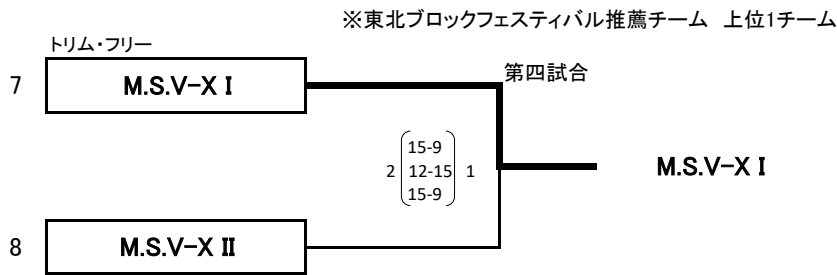 ※東北ブロックフェスティバル推薦チーム 上位1チーム
トリム・フリー
7 M.S.V-X I
第四試合
15-9
2 12-15 1
15-9
M.S.V-X I
8 M.S.V-X II